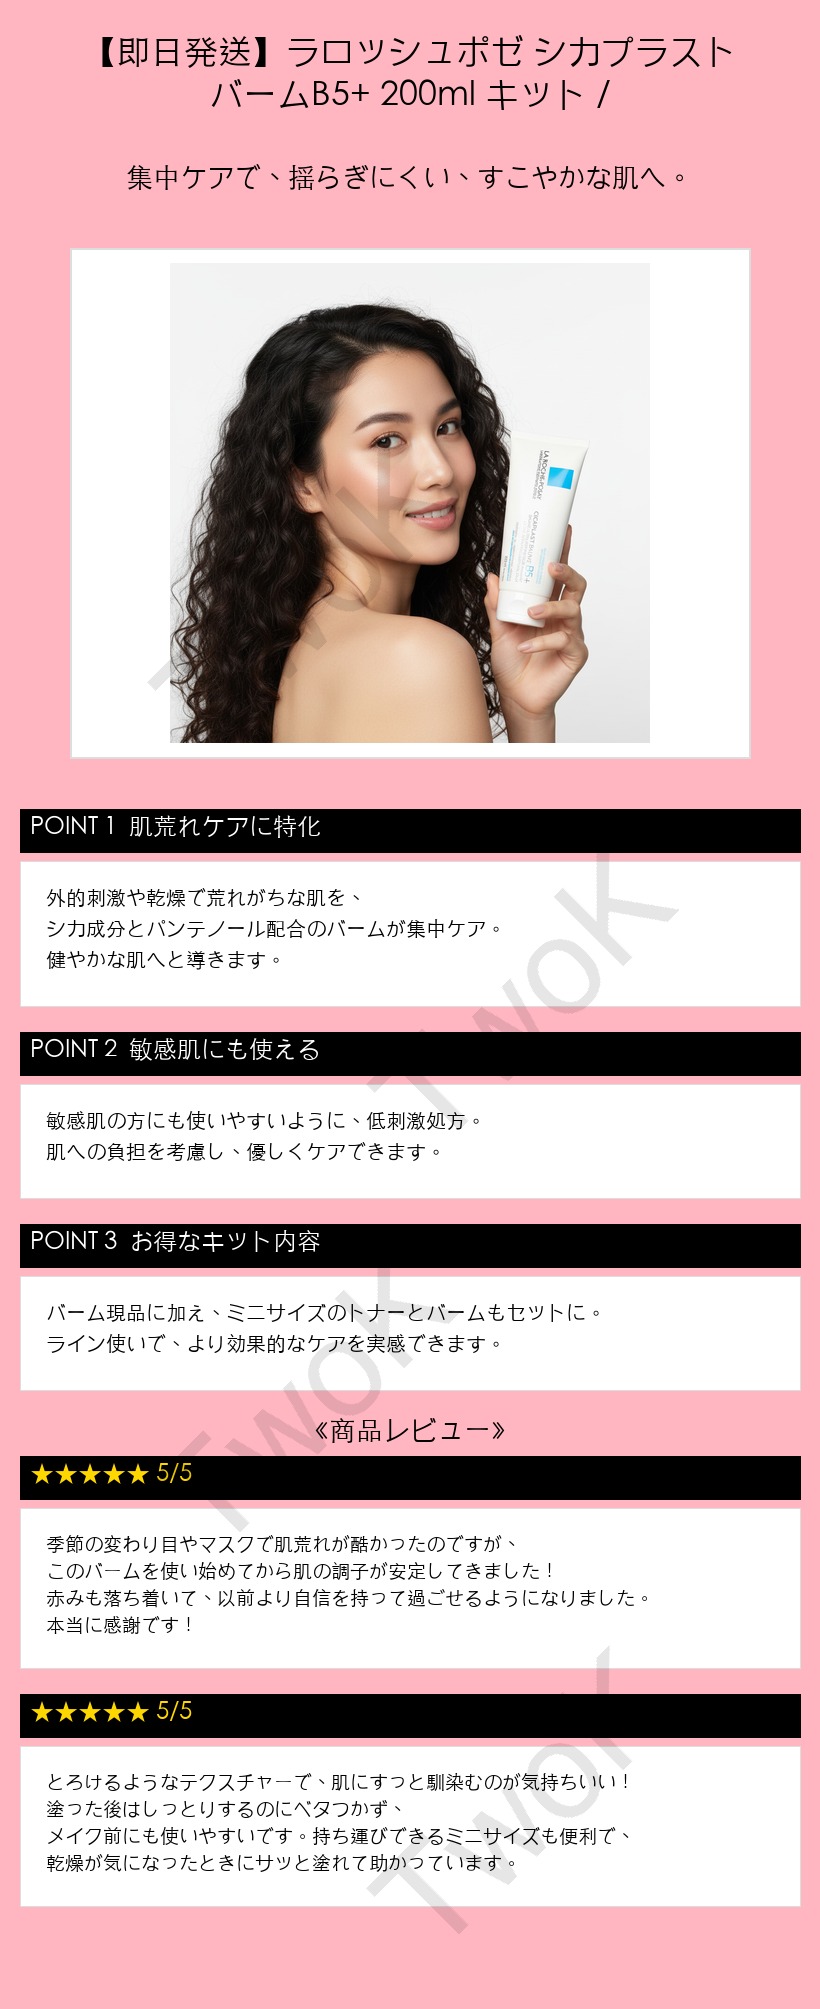 【即日発送】ラロッシュポゼ シカプラスト
バームB5+ 200ml キット /
集中ケアで、揺らぎにくい、すこやかな肌へ。
LA ROCHE-POSAY
CICAPLAST BAUME B5+
POINT 1 肌荒れケアに特化
外的刺激や乾燥で荒れがちな肌を、
シカ成分とパンテノール配合のバームが集中ケア。
健やかな肌へと導きます。
POINT 2 敏感肌にも使える
敏感肌の方にも使いやすいように、低刺激処方。
肌への負担を考慮し、優しくケアできます。
POINT 3 お得なキット内容
バーム現品に加え、ミニサイズのトナーとバームもセットに。
ライン使いで、より効果的なケアを実感できます。
《商品レビュー》
★★★★★ 5/5
季節の変わり目やマスクで肌荒れが酷かったのですが、
このバームを使い始めてから肌の調子が安定してきました！
赤みも落ち着いて、以前より自信を持って過ごせるようになりました。
本当に感謝です！
★★★★★ 5/5
とろけるようなテクスチャーで、肌にすっと馴染むのが気持ちいい！
塗った後はしっとりするのにベタつかず、
メイク前にも使いやすいです。持ち運びできるミニサイズも便利で、
乾燥が気になったときにサッと塗れて助かっています。
TwoK
TwoK
TwoK
TwoK